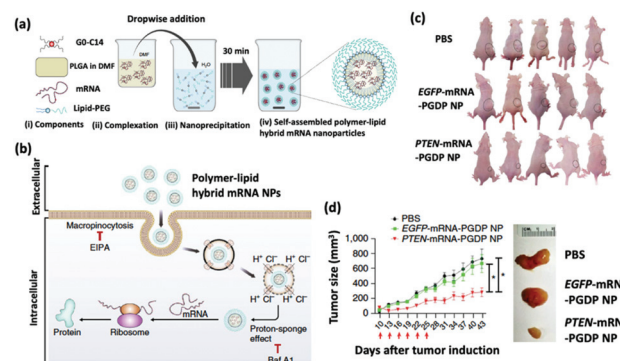 (a)
Dropwise addition
G0-C14
PLGA in DMF
mRNA
Lipid-PEG
DMF
H₂O
30 min
(i) Components
(ii) Complexation
(iii) Nanoprecipitation
(iv) Self-assembled polymer-lipid
hybrid mRNA nanoparticles
(b)
Extracellular
Intracellular
Polymer-lipid
hybrid mRNA NPs
Macropinocytosis
EIPA
H⁺ Cl⁻
H⁺ Cl⁻
H⁺
Cl⁻
H⁺ Cl⁻
mRNA
Protein
Ribosome
Proton-sponge
effect
Baf A1
(c)
PBS
EGFP-mRNA
-PGDP NP
PTEN-mRNA
-PGDP NP
(d)
PBS
EGFP-mRNA-PGDP NP
PTEN-mRNA-PGDP NP
Tumor size (mm³)
800
600
400
200
0
10 13 16 19 22 25 28 31 34 37 40 43
* *
Days after tumor induction
PBS
EGFP-mRNA
-PGDP NP
PTEN-mRNA
-PGDP NP